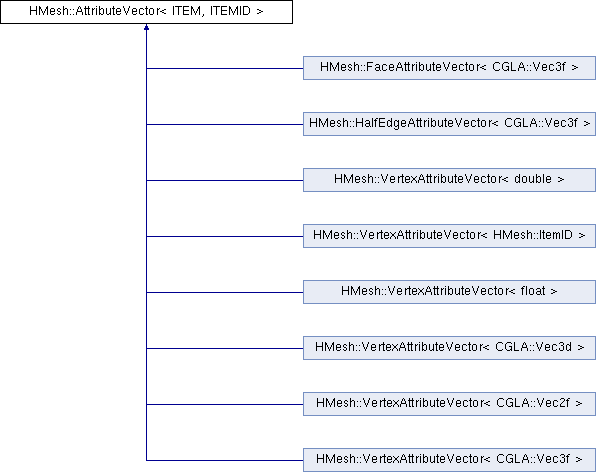 HMesh::AttributeVector< ITEM, ITEMID >
HMesh::FaceAttributeVector< CGLA::Vec3f >
HMesh::HalfEdgeAttributeVector< CGLA::Vec3f >
HMesh::VertexAttributeVector< double >
HMesh::VertexAttributeVector< HMesh::ItemID >
HMesh::VertexAttributeVector< float >
HMesh::VertexAttributeVector< CGLA::Vec3d >
HMesh::VertexAttributeVector< CGLA::Vec2f >
HMesh::VertexAttributeVector< CGLA::Vec3f >